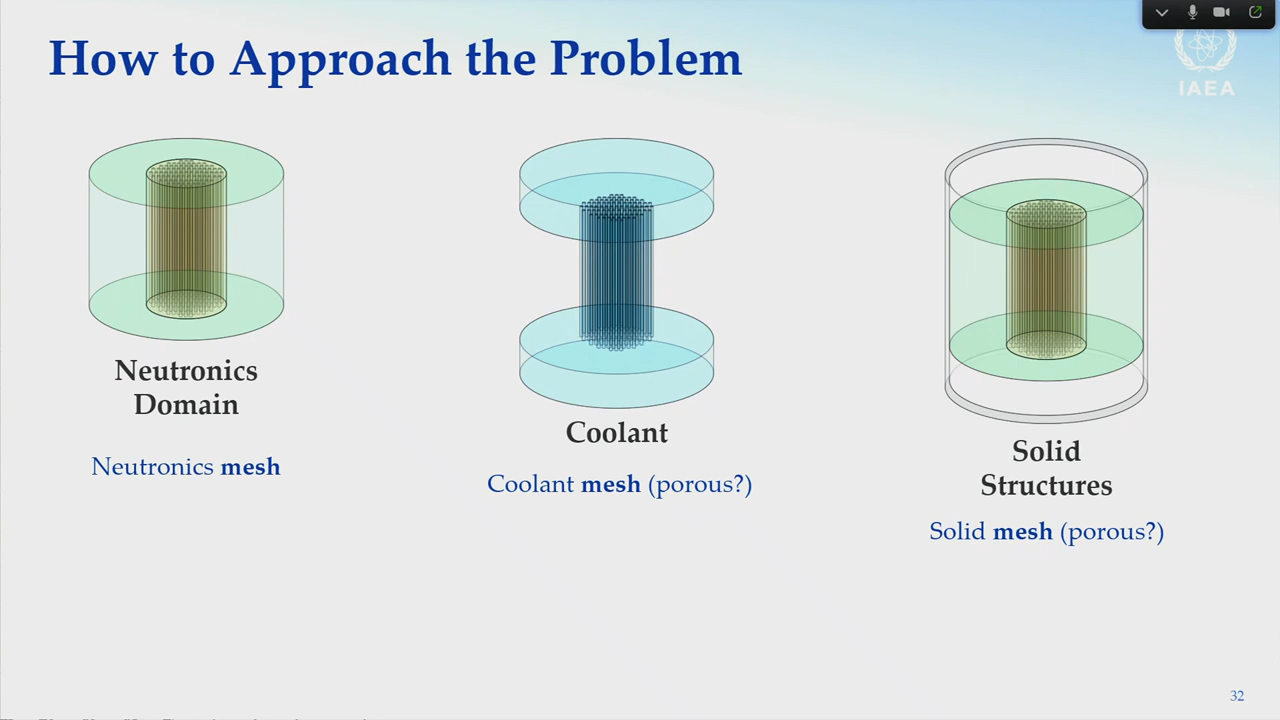 How to Approach the Problem
IAEA
Neutronics
Domain
Neutronics mesh
Coolant
Coolant mesh (porous?)
Solid
Structures
Solid mesh (porous?)
32